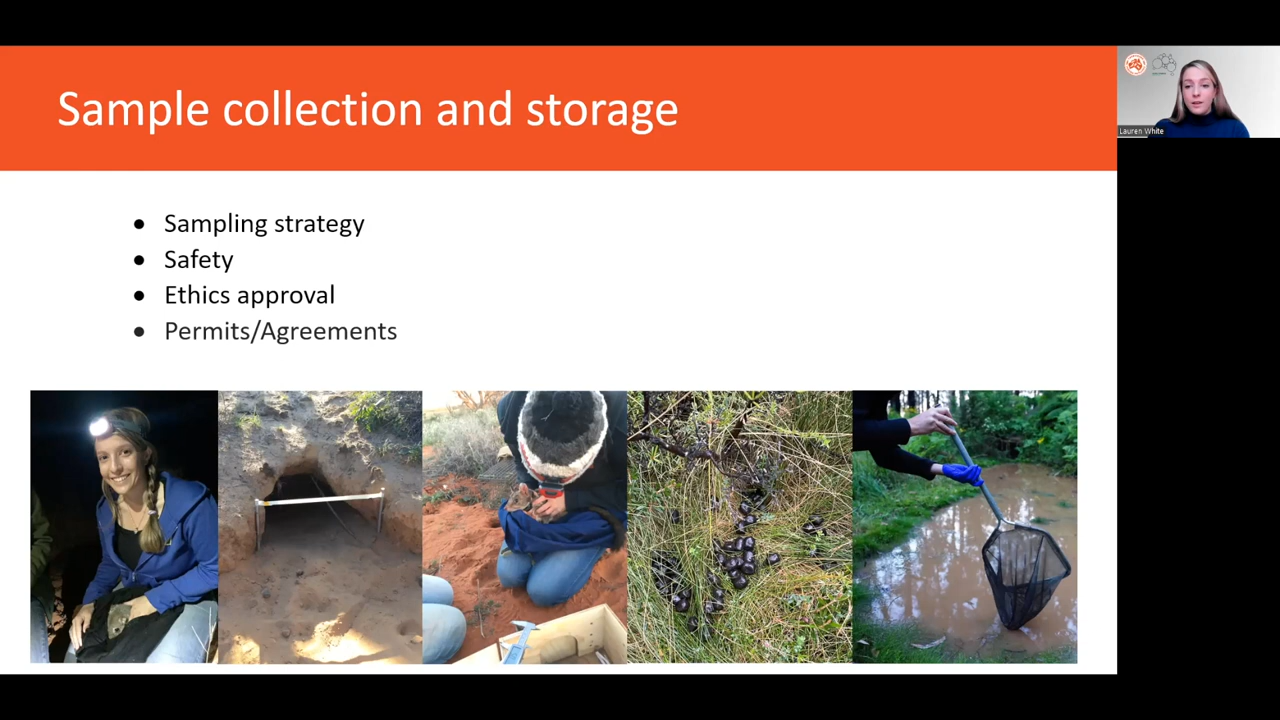 Sample collection and storage
• Sampling strategy
• Safety
• Ethics approval
• Permits/Agreements
Lauren White